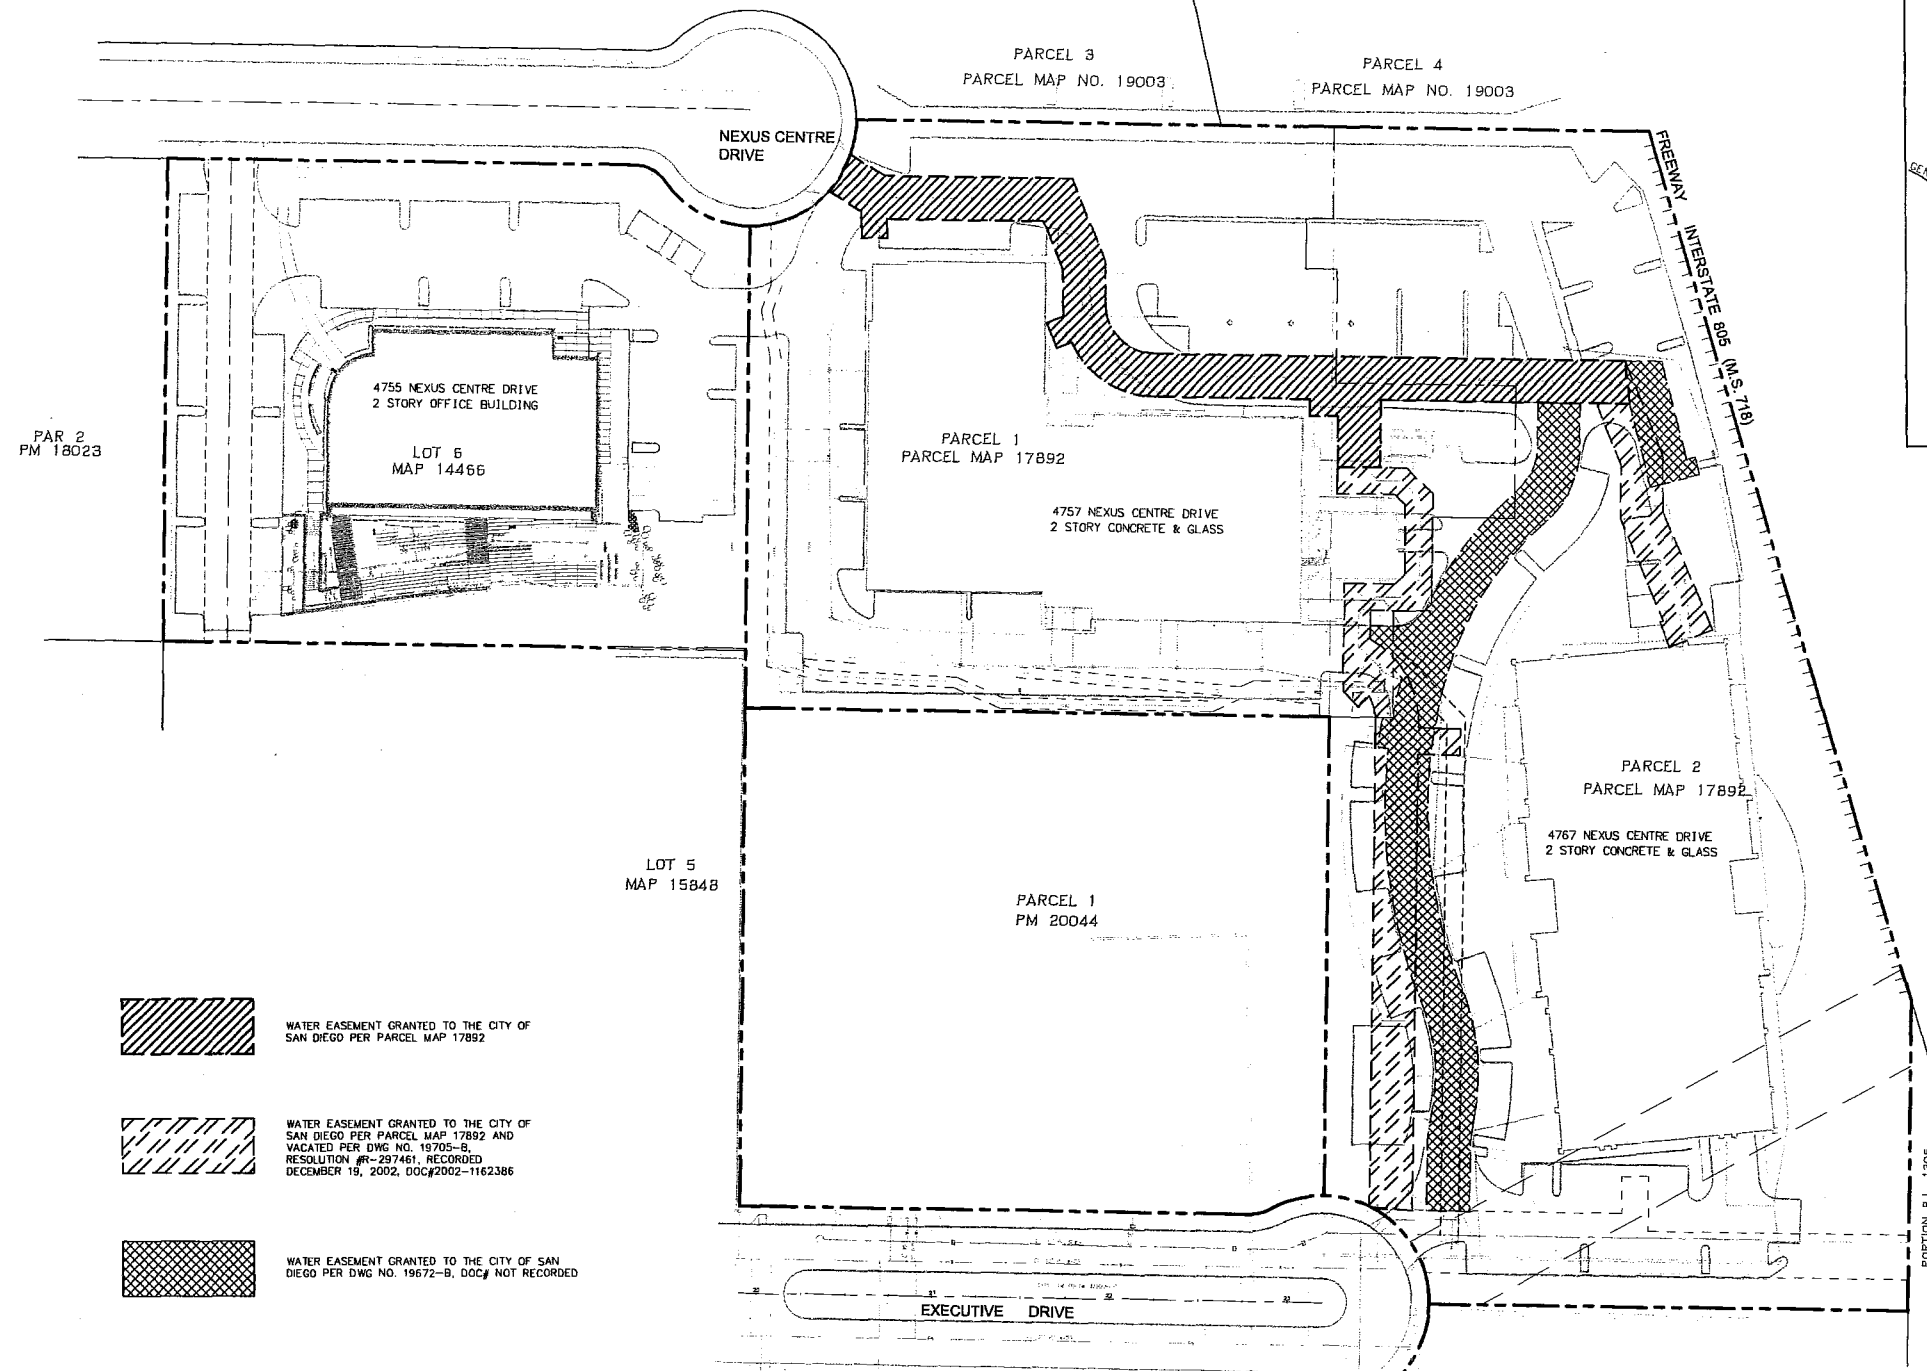 PARCEL 3
PARCEL MAP NO. 19003
PARCEL 4
PARCEL MAP NO. 19003
NEXUS CENTRE
DRIVE
FREEWAY INTERSTATE 805 (M.S. 718)
4755 NEXUS CENTRE DRIVE
2 STORY OFFICE BUILDING
LOT 6
MAP 14466
PAR 2
PM 18023
PARCEL 1
PARCEL MAP 17892
4757 NEXUS CENTRE DRIVE
2 STORY CONCRETE & GLASS
PARCEL 2
PARCEL MAP 17892
4767 NEXUS CENTRE DRIVE
2 STORY CONCRETE & GLASS
LOT 5
MAP 15848
PARCEL 1
PM 20044
WATER EASEMENT GRANTED TO THE CITY OF
SAN DIEGO PER PARCEL MAP 17892
WATER EASEMENT GRANTED TO THE CITY OF
SAN DIEGO PER PARCEL MAP 17892 AND
VACATED PER DWG NO. 19705-B,
RESOLUTION #R-297461, RECORDED
DECEMBER 19, 2002, DOC#2002-1162386
WATER EASEMENT GRANTED TO THE CITY OF SAN
DIEGO PER DWG NO. 19672-B, DOC# NOT RECORDED
EXECUTIVE DRIVE